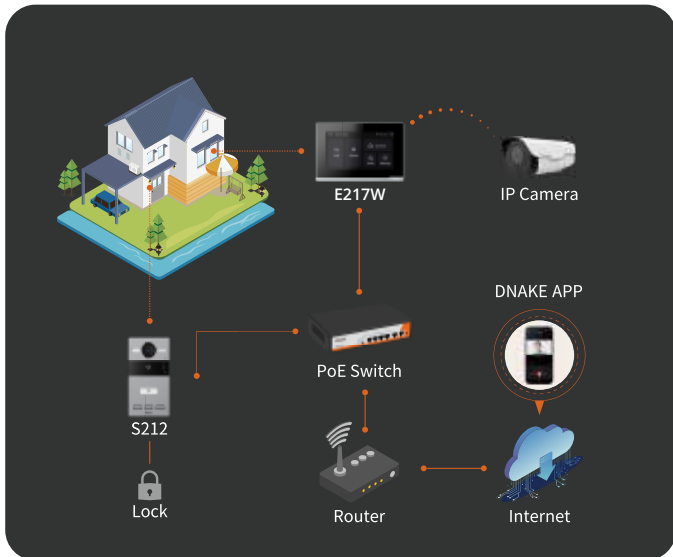 E217W
IP Camera
DNAKE APP
PoE Switch
S212
Lock
Router
Internet